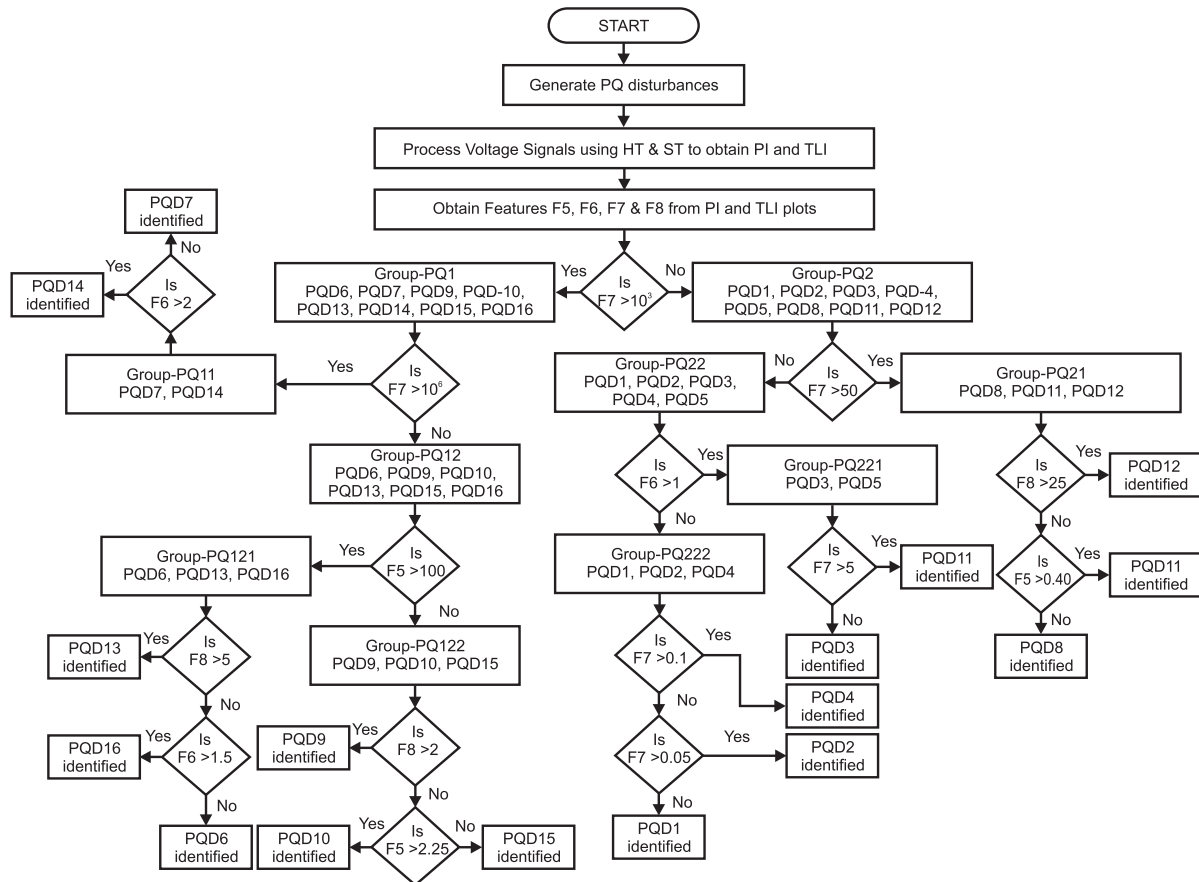 START
Generate PQ disturbances
Process Voltage Signals using HT & ST to obtain PI and TLI
Obtain Features F5, F6, F7 & F8 from PI and TLI plots
Is
F7 >10³
Yes
No
Group-PQ1
PQD6, PQD7, PQD9, PQD-10,
PQD13, PQD14, PQD15, PQD16
Group-PQ2
PQD1, PQD2, PQD3, PQD-4,
PQD5, PQD8, PQD11, PQD12
PQD7
identified
No
Is
F6 >2
Yes
PQD14
identified
Group-PQ11
PQD7, PQD14
Yes
Is
F7 >10⁶
No
Group-PQ12
PQD6, PQD9, PQD10,
PQD13, PQD15, PQD16
Is
F5 >100
Yes
No
Group-PQ121
PQD6, PQD13, PQD16
Is
F8 >5
Yes
PQD13
identified
No
Is
F6 >1.5
Yes
PQD16
identified
No
PQD6
identified
Group-PQ122
PQD9, PQD10, PQD15
Is
F8 >2
Yes
PQD9
identified
No
Is
F5 >2.25
Yes
PQD10
identified
No
PQD15
identified
Is
F7 >50
No
Yes
Group-PQ22
PQD1, PQD2, PQD3,
PQD4, PQD5
Group-PQ21
PQD8, PQD11, PQD12
Is
F6 >1
Yes
No
Group-PQ221
PQD3, PQD5
Is
F7 >5
Yes
PQD11
identified
No
PQD3
identified
Group-PQ222
PQD1, PQD2, PQD4
Is
F7 >0.1
Yes
PQD4
identified
No
Is
F7 >0.05
Yes
PQD2
identified
No
PQD1
identified
Is
F8 >25
Yes
PQD12
identified
No
Is
F5 >0.40
Yes
PQD11
identified
No
PQD8
identified